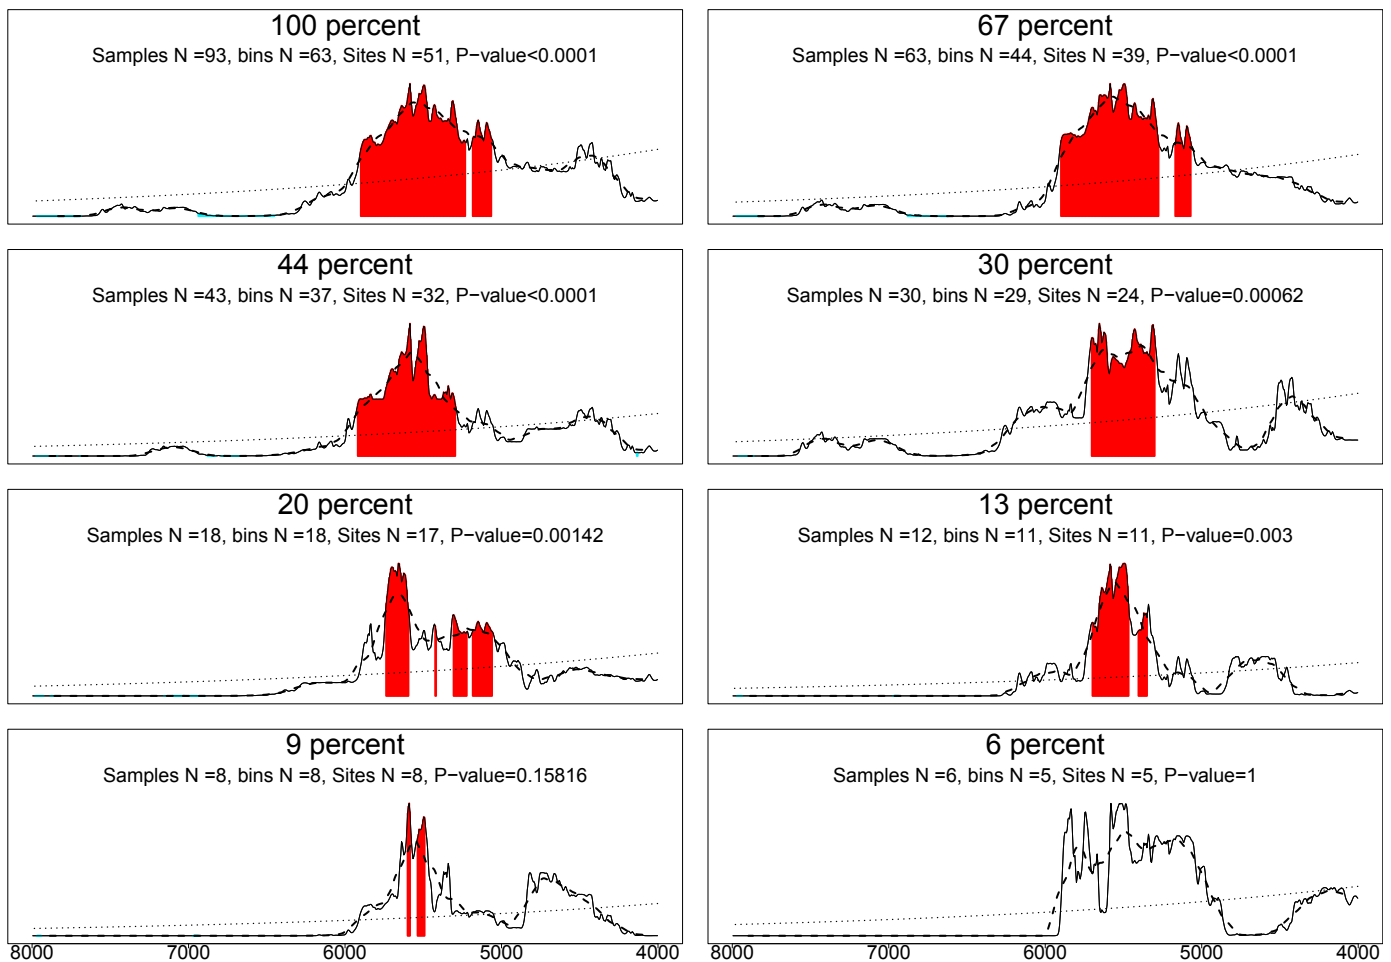 100 percent
Samples N =93, bins N =63, Sites N =51, P−value<0.0001
67 percent
Samples N =63, bins N =44, Sites N =39, P−value<0.0001
44 percent
Samples N =43, bins N =37, Sites N =32, P−value<0.0001
30 percent
Samples N =30, bins N =29, Sites N =24, P−value=0.00062
20 percent
Samples N =18, bins N =18, Sites N =17, P−value=0.00142
13 percent
Samples N =12, bins N =11, Sites N =11, P−value=0.003
9 percent
Samples N =8, bins N =8, Sites N =8, P−value=0.15816
6 percent
Samples N =6, bins N =5, Sites N =5, P−value=1
8000 7000 6000 5000 4000
8000 7000 6000 5000 4000